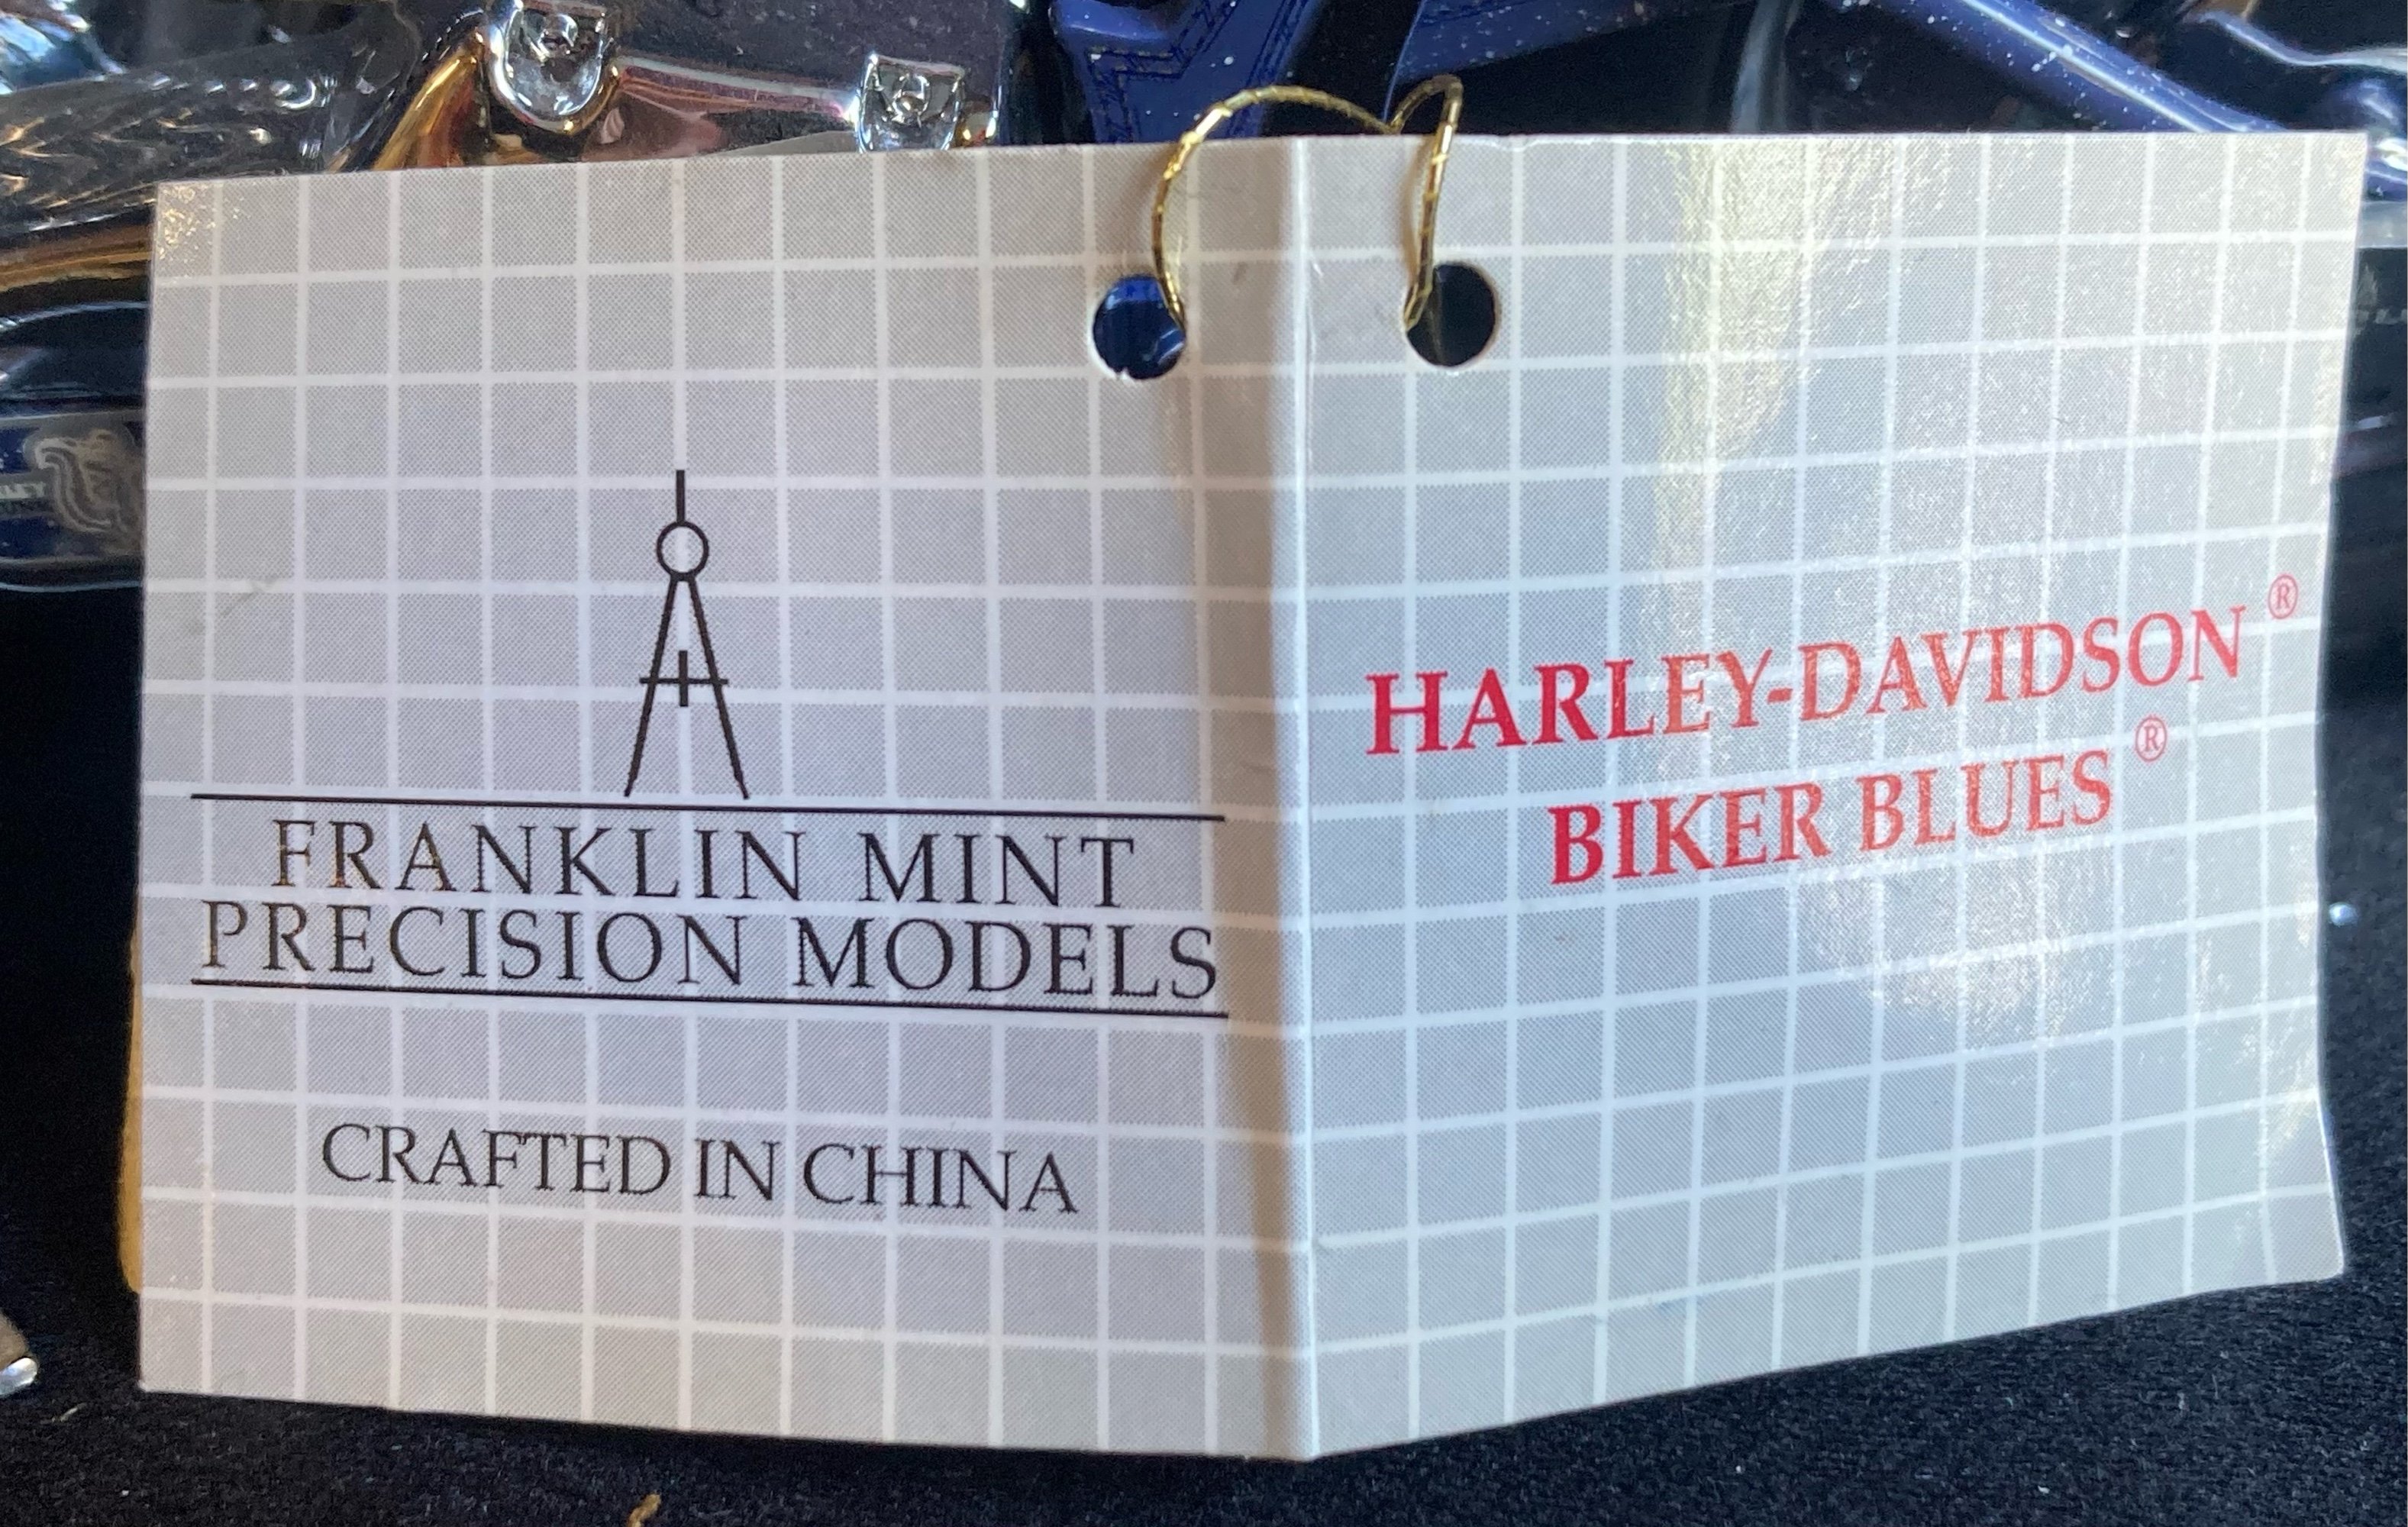 FRANKLIN MINT
PRECISION MODELS
CRAFTED IN CHINA
HARLEY-DAVIDSON®
BIKER BLUES®